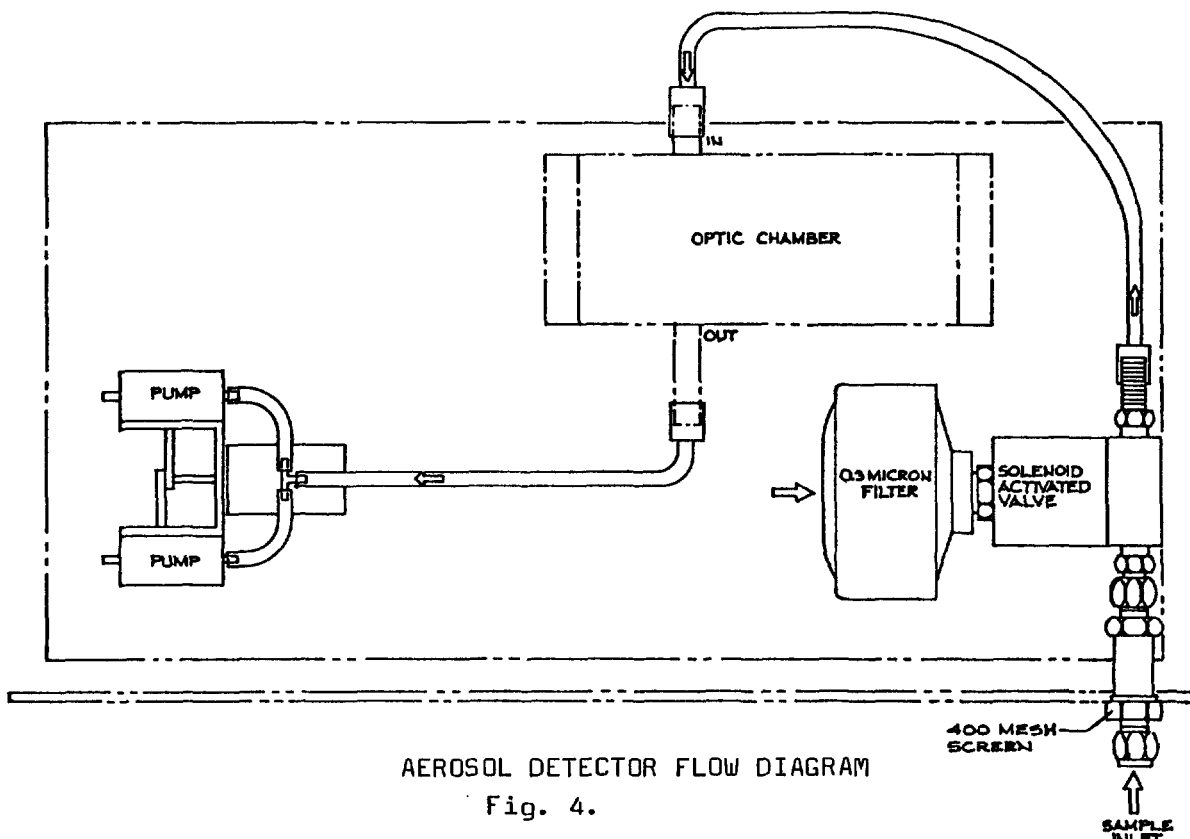 IN
OPTIC CHAMBER
OUT
PUMP
0.3 MICRON
FILTER
SOLENOID
ACTIVATED
VALVE
PUMP
400 MESH
SCREEN
AEROSOL DETECTOR FLOW DIAGRAM
Fig. 4.
SAMPLE
INLET